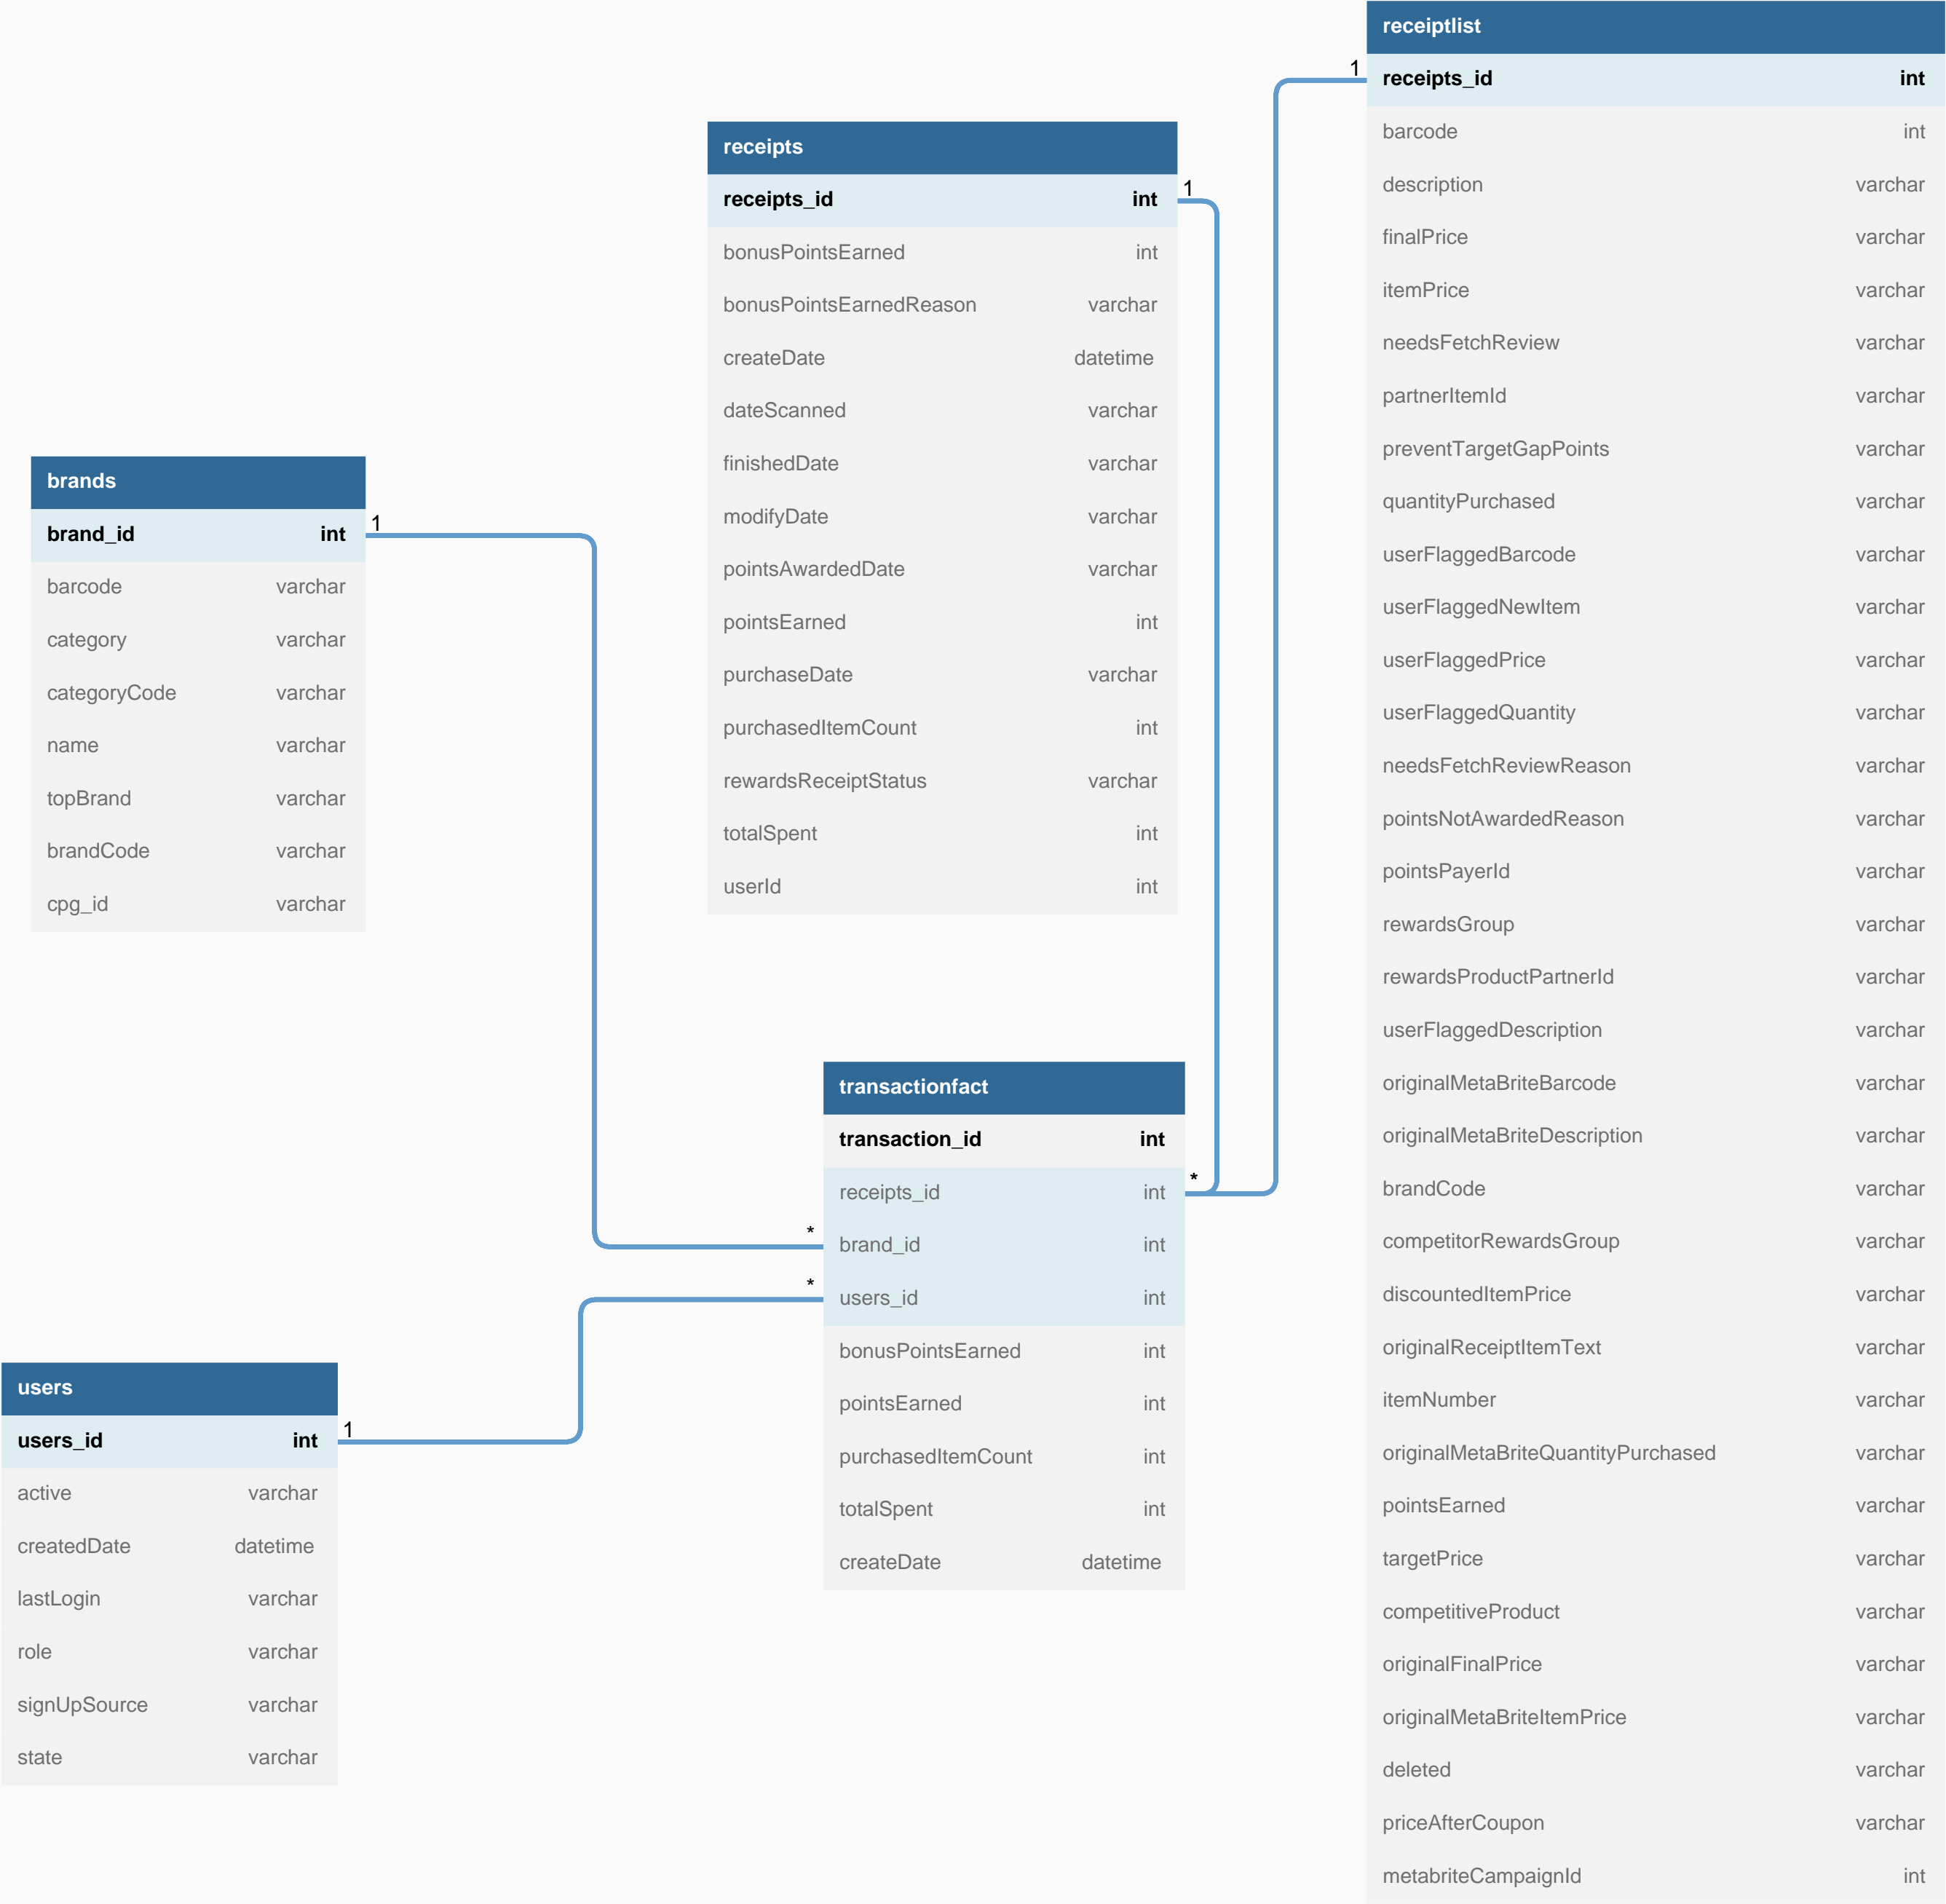 receiptlist
receipts_id int
barcode int
description varchar
finalPrice varchar
itemPrice varchar
needsFetchReview varchar
partnerItemId varchar
preventTargetGapPoints varchar
quantityPurchased varchar
userFlaggedBarcode varchar
userFlaggedNewItem varchar
userFlaggedPrice varchar
userFlaggedQuantity varchar
needsFetchReviewReason varchar
pointsNotAwardedReason varchar
pointsPayerId varchar
rewardsGroup varchar
rewardsProductPartnerId varchar
userFlaggedDescription varchar
originalMetaBriteBarcode varchar
originalMetaBriteDescription varchar
brandCode varchar
competitorRewardsGroup varchar
discountedItemPrice varchar
originalReceiptItemText varchar
itemNumber varchar
originalMetaBriteQuantityPurchased varchar
pointsEarned varchar
targetPrice varchar
competitiveProduct varchar
originalFinalPrice varchar
originalMetaBriteItemPrice varchar
deleted varchar
priceAfterCoupon varchar
metabriteCampaignId int
1
receipts
receipts_id int
bonusPointsEarned int
bonusPointsEarnedReason varchar
createDate datetime
dateScanned varchar
finishedDate varchar
modifyDate varchar
pointsAwardedDate varchar
pointsEarned int
purchaseDate varchar
purchasedItemCount int
rewardsReceiptStatus varchar
totalSpent int
userId int
1
brands
brand_id int
barcode varchar
category varchar
categoryCode varchar
name varchar
topBrand varchar
brandCode varchar
cpg_id varchar
1
transactionfact
transaction_id int
receipts_id int
brand_id int
users_id int
bonusPointsEarned int
pointsEarned int
purchasedItemCount int
totalSpent int
createDate datetime
*
*
*
users
users_id int
active varchar
createdDate datetime
lastLogin varchar
role varchar
signUpSource varchar
state varchar
1